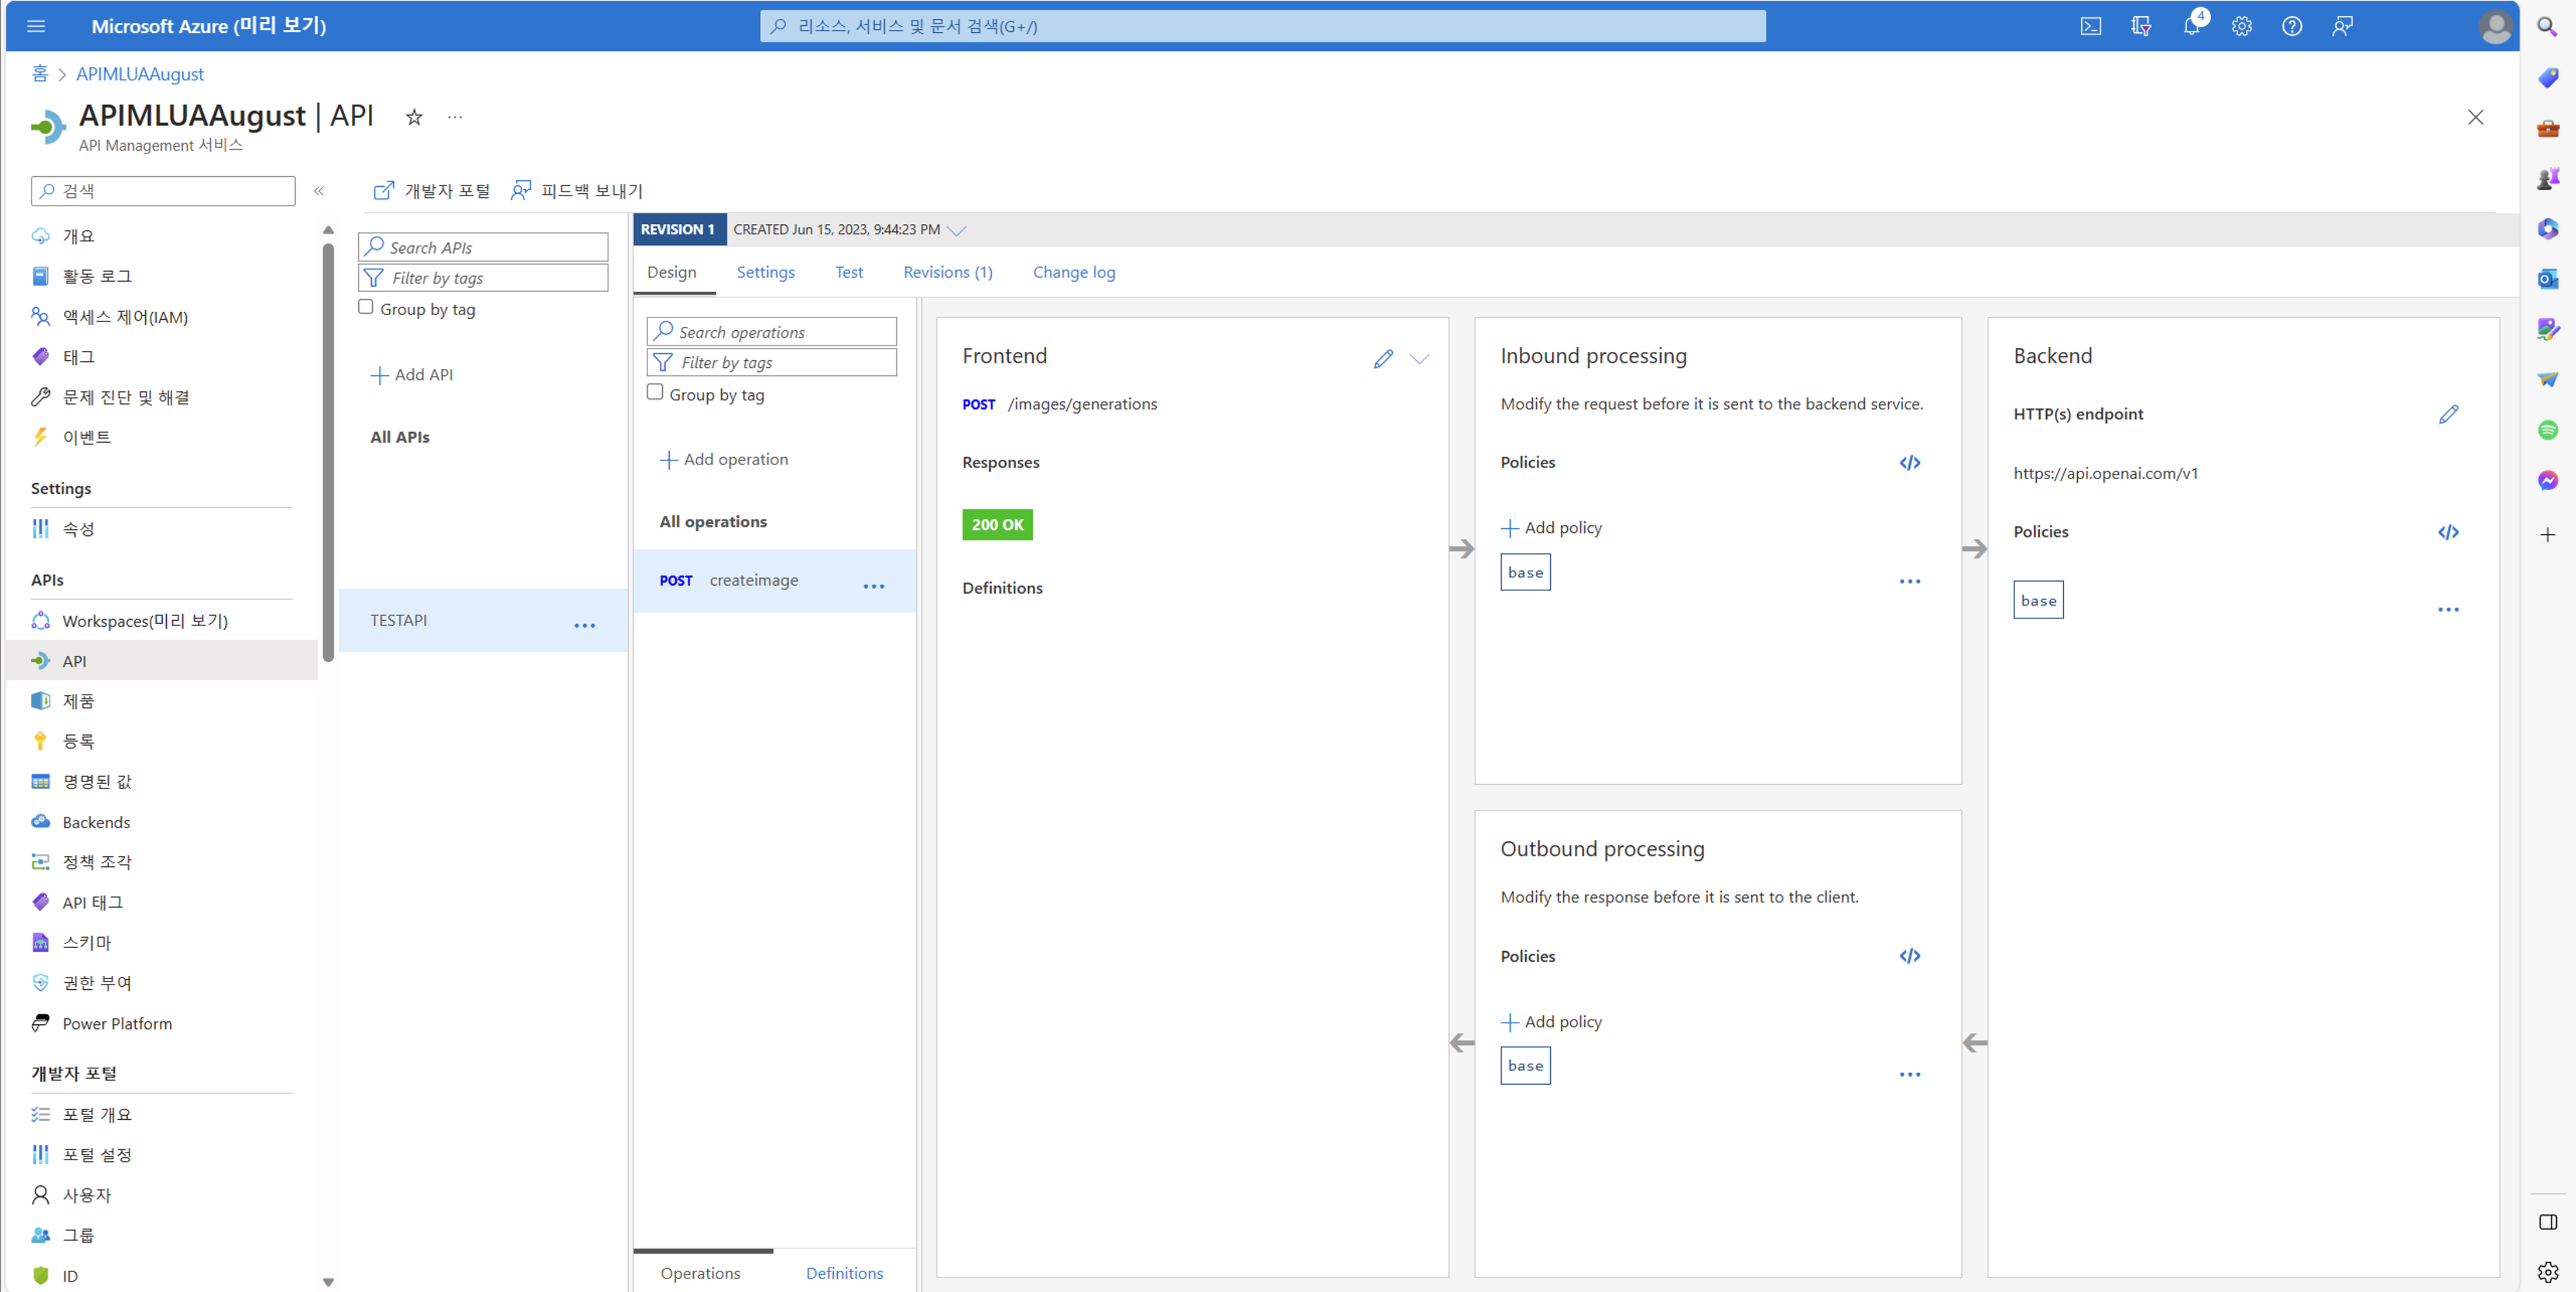 Microsoft Azure (미리 보기)
리소스, 서비스 및 문서 검색(G+/)
4
홈 > APIMLUAAugust
APIMLUAAugust | API
API Management 서비스
검색
개발자 포털
피드백 보내기
개요
활동 로그
액세스 제어(IAM)
태그
문제 진단 및 해결
이벤트
Settings
속성
APIs
Workspaces(미리 보기)
API
제품
등록
명명된 값
Backends
정책 조각
API 태그
스키마
권한 부여
Power Platform
개발자 포털
포털 개요
포털 설정
사용자
그룹
ID
Search APIs
Filter by tags
Group by tag
Add API
All APIs
TESTAPI
REVISION 1
CREATED Jun 15, 2023, 9:44:23 PM
Design
Settings
Test
Revisions (1)
Change log
Search operations
Filter by tags
Group by tag
Add operation
All operations
POST createimage
Operations
Definitions
Frontend
POST /images/generations
Responses
200 OK
Definitions
Inbound processing
Modify the request before it is sent to the backend service.
Policies
Add policy
base
Outbound processing
Modify the response before it is sent to the client.
Policies
Add policy
base
Backend
HTTP(s) endpoint
https://api.openai.com/v1
Policies
base